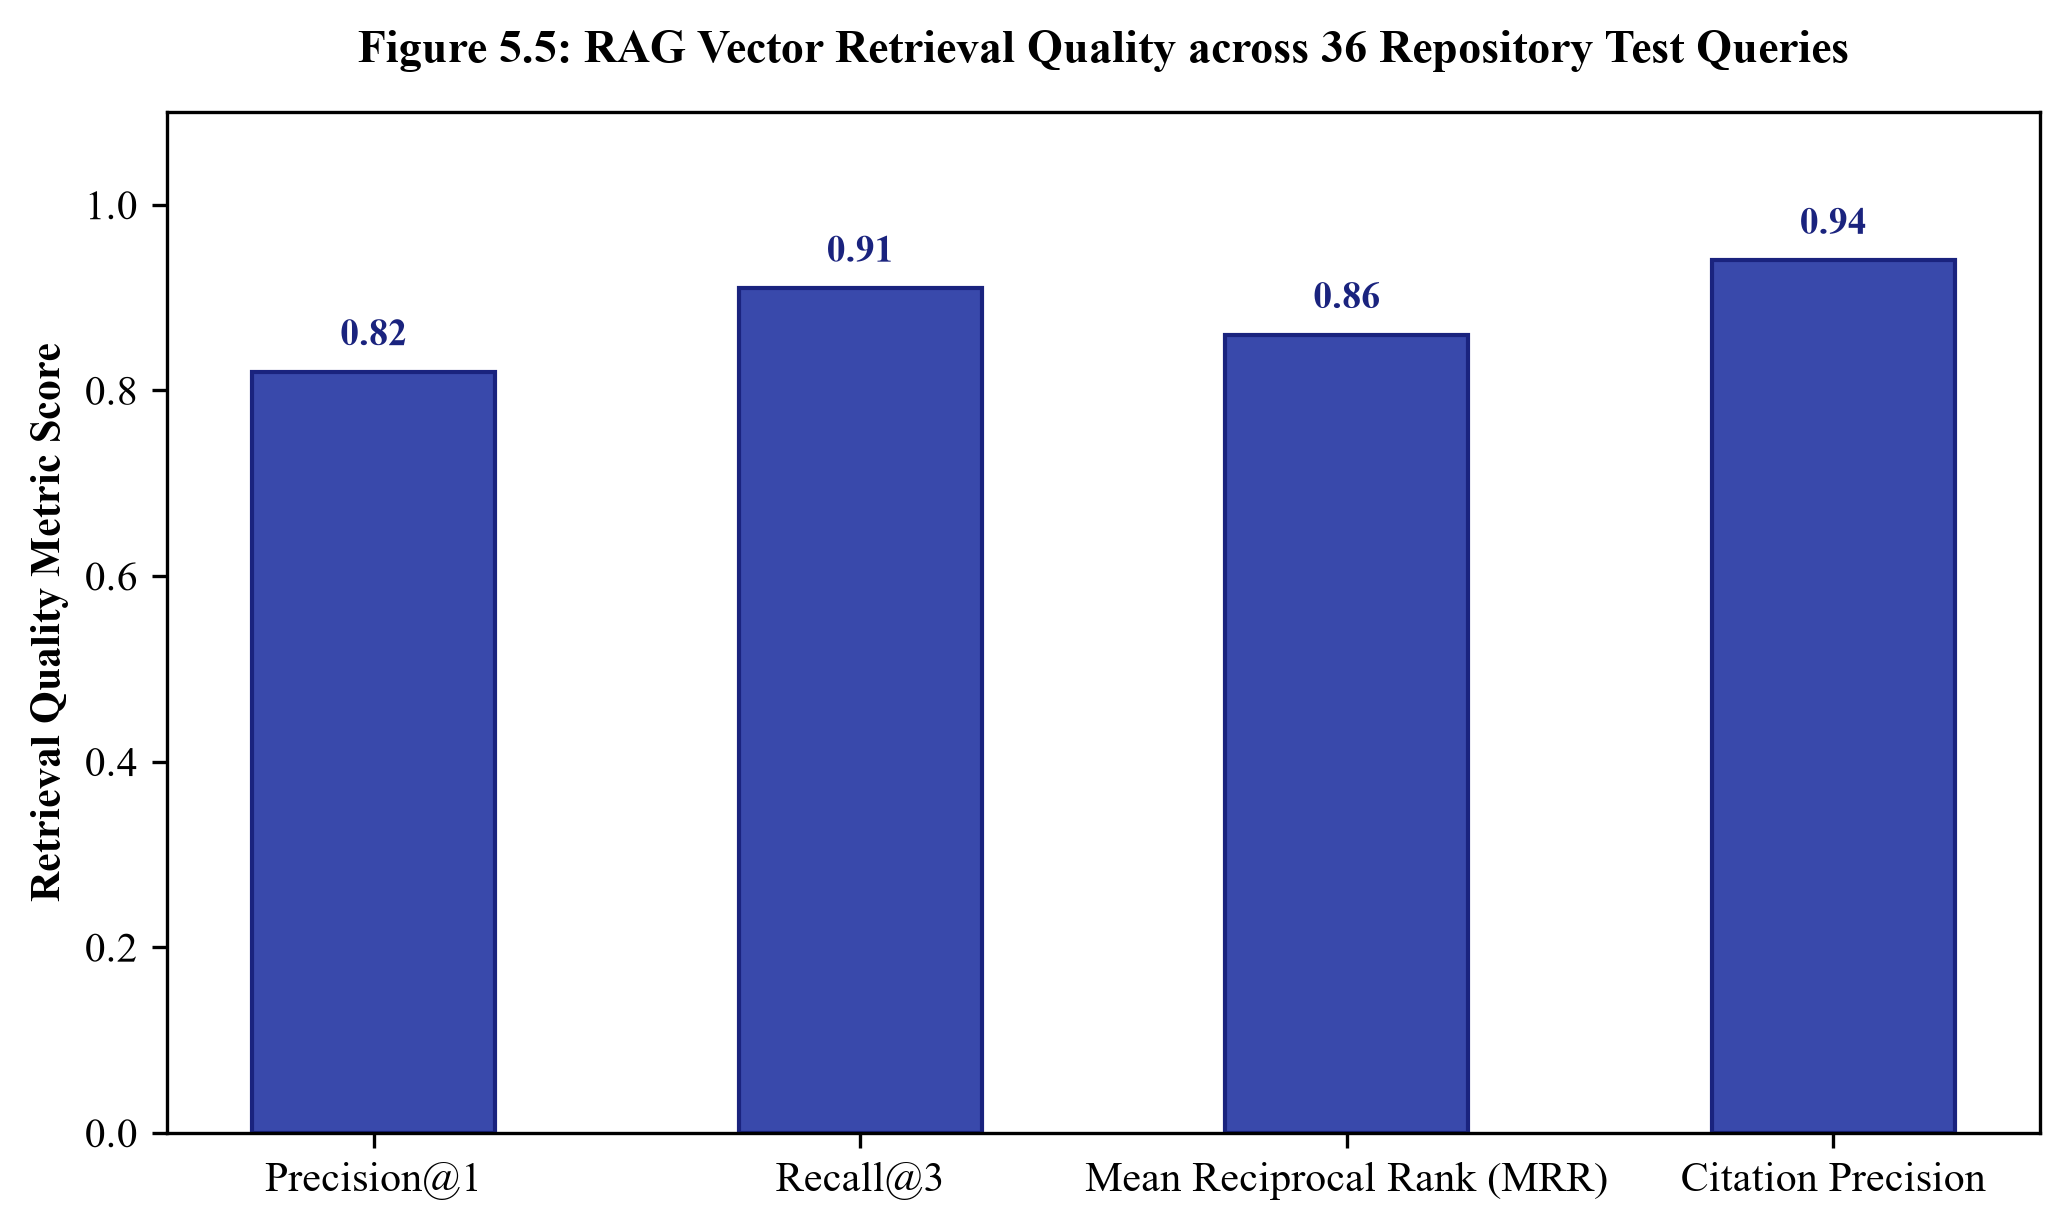 Figure 5.5: RAG Vector Retrieval Quality across 36 Repository Test Queries
Retrieval Quality Metric Score
1.0
0.8
0.6
0.4
0.2
0.0
0.82
0.91
0.86
0.94
Precision@1
Recall@3
Mean Reciprocal Rank (MRR)
Citation Precision